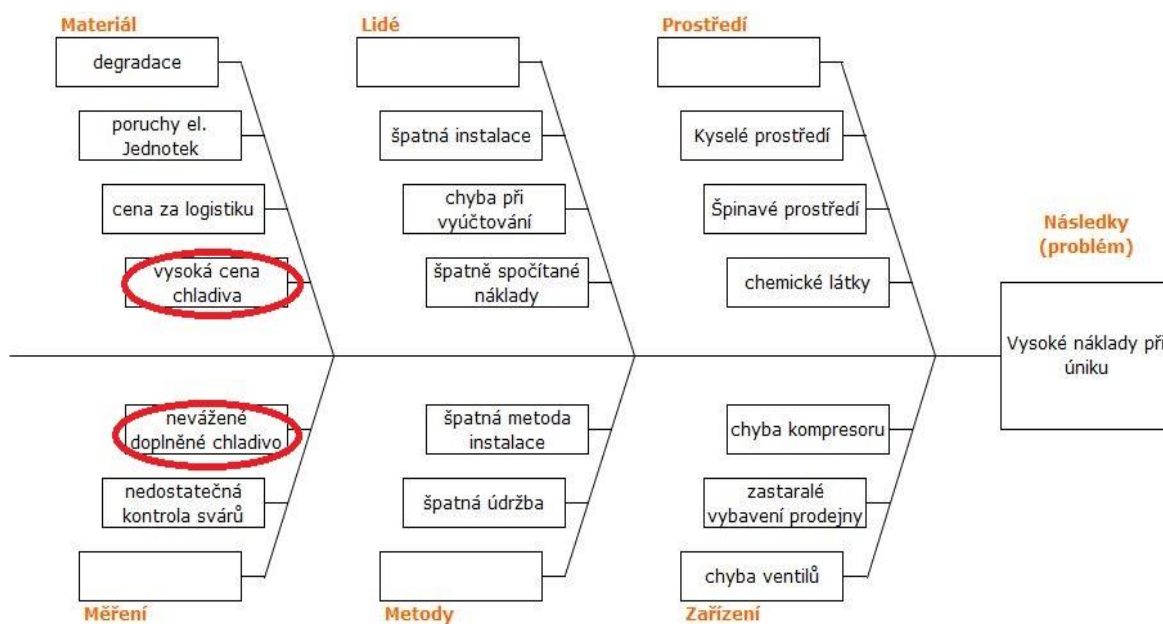 Materiál
degradace
poruchy el.
Jednotek
cena za logistiku
vysoká cena
chladiva
Lidé
špatná instalace
chyba při
vyúčtování
špatně spočítané
náklady
Prostředí
Kyselé prostředí
Špinavé prostředí
chemické látky
Následky
(problém)
Vysoké náklady při
úniku
nevážené
doplněné chladivo
nedostatečná
kontrola svárů
Měření
špatná metoda
instalace
špatná údržba
Metody
chyba kompresoru
zastaralé
vybavení prodejny
chyba ventilů
Zařízení